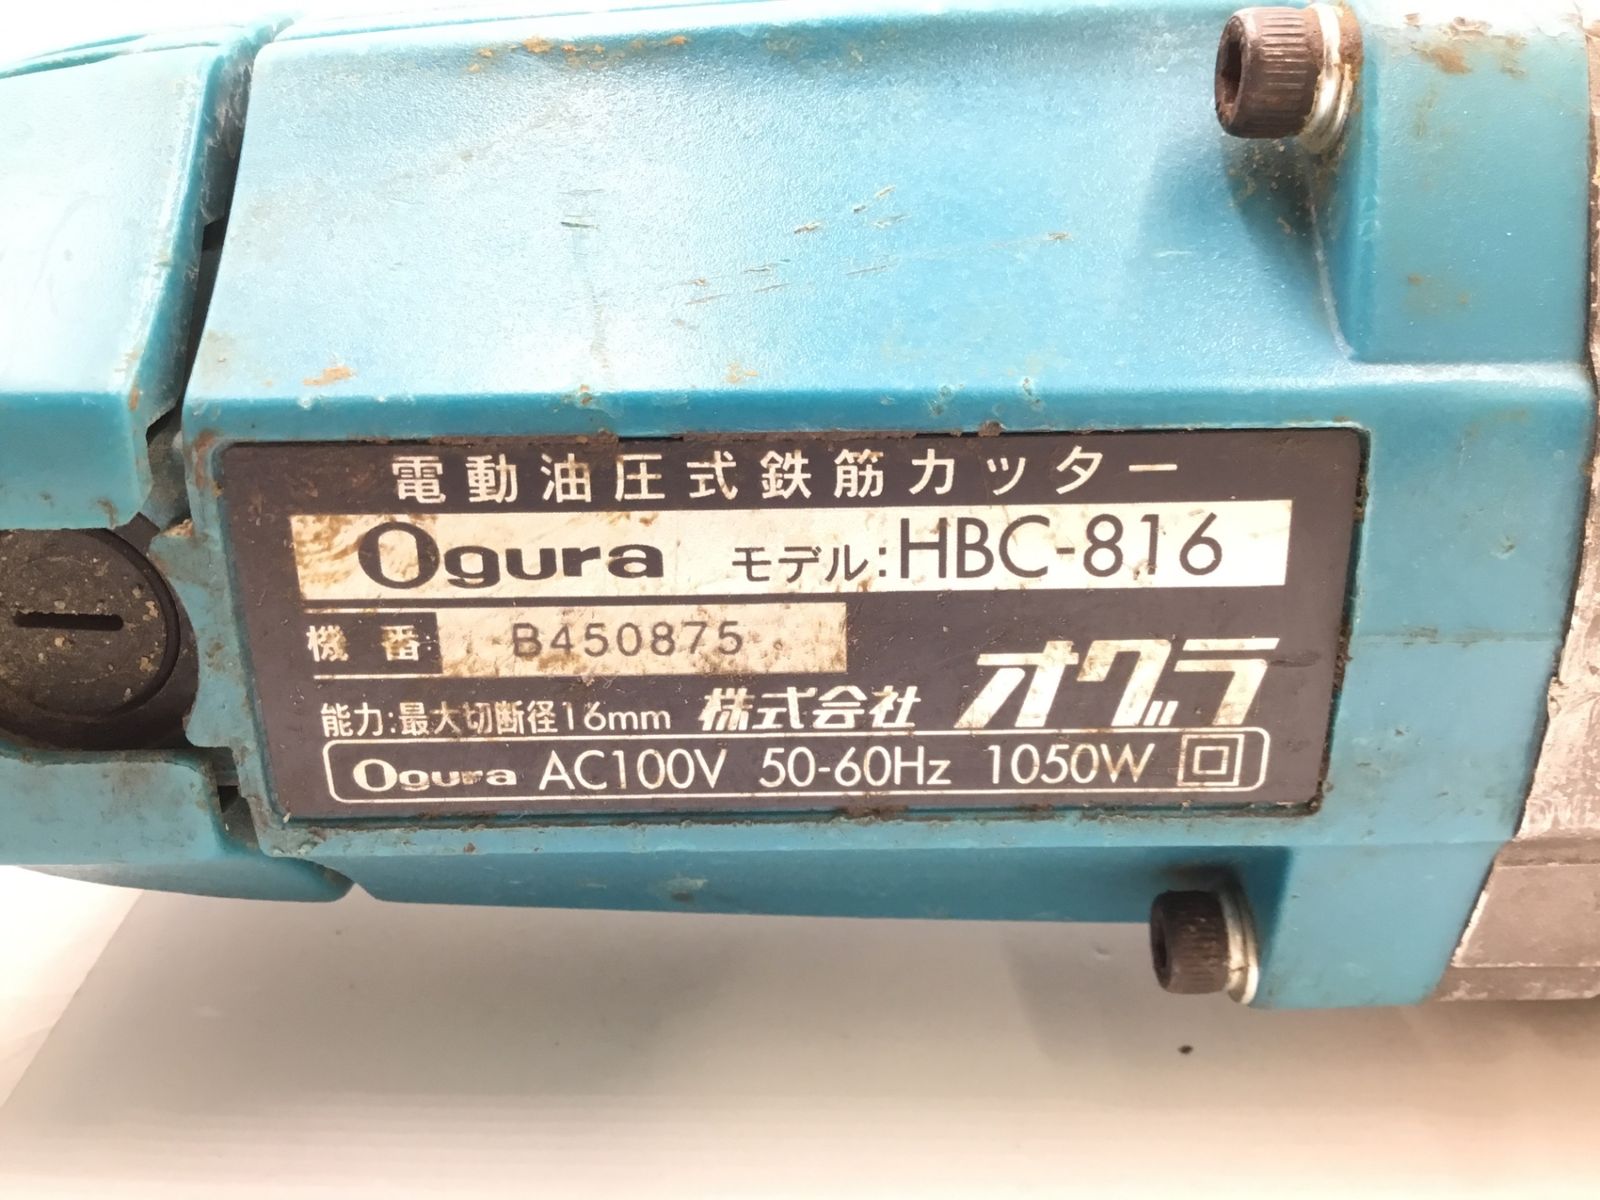 電動油圧式鉄筋カッター
Ogura モデル:HBC-816
機番 B450875
能力:最大切断径16mm 株式会社 オグラ
Ogura AC100V 50-60Hz 1050W